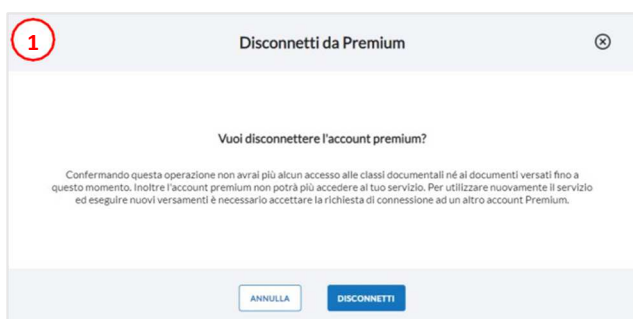 1
Disconnetti da Premium
Vuoi disconnettere l'account premium?
Confermando questa operazione non avrai più alcun accesso alle classi documentali né ai documenti versati fino a
questo momento. Inoltre l'account premium non potrà più accedere al tuo servizio. Per utilizzare nuovamente il servizio
ed eseguire nuovi versamenti è necessario accettare la richiesta di connessione ad un altro account Premium.
ANNULLA
DISCONNETTI